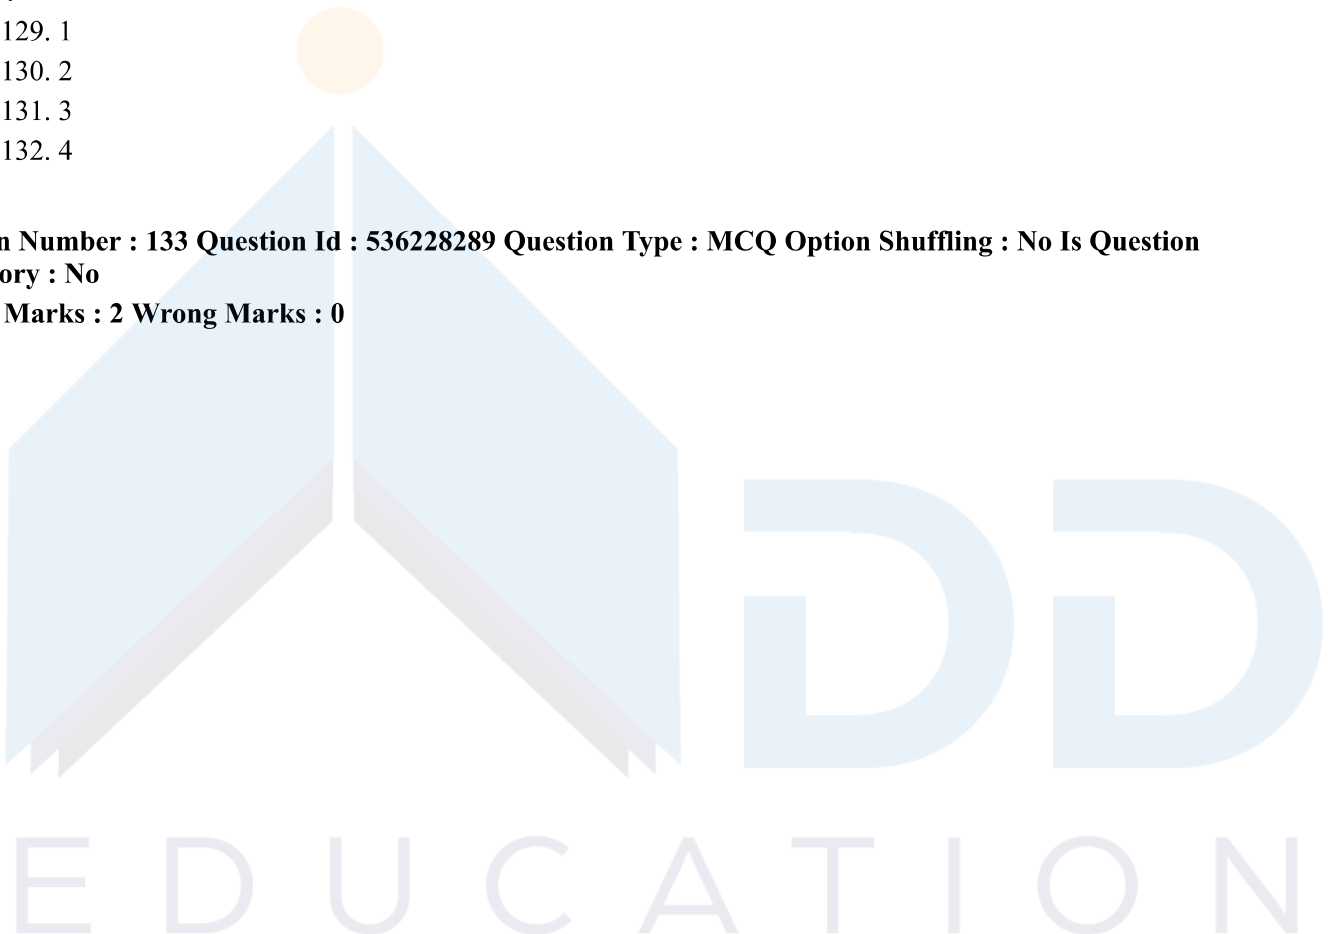 129. 1
130. 2
131. 3
132. 4
n Number : 133 Question Id : 536228289 Question Type : MCQ Option Shuffling : No Is Question
ory : No
Marks : 2 Wrong Marks : 0
DD
EDUCATION